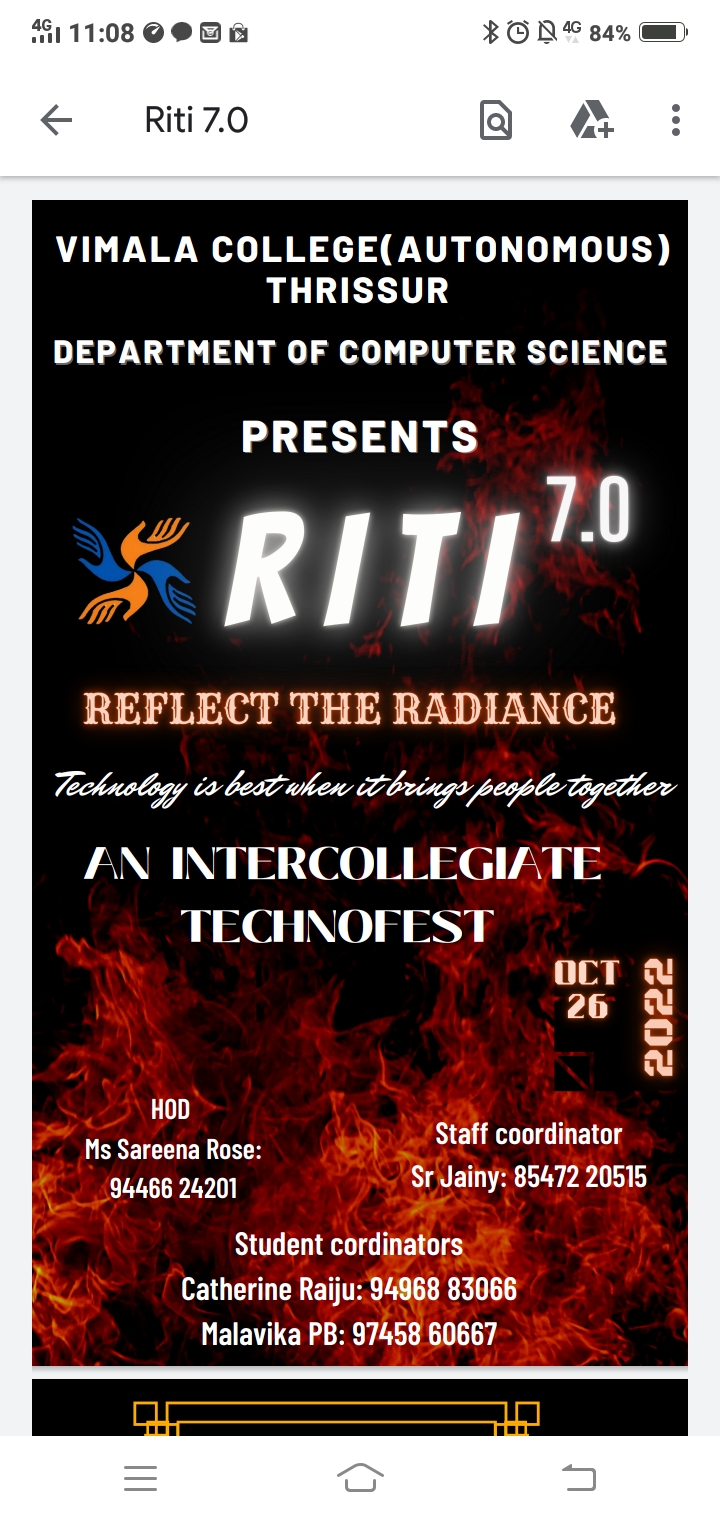 4G 11:08 4G 84%
Riti 7.0
VIMALA COLLEGE(AUTONOMOUS)
THRISSUR
DEPARTMENT OF COMPUTER SCIENCE
PRESENTS
RITI 7.0
REFLECT THE RADIANCE
Technology is best when it brings people together
AN INTERCOLLEGIATE
TECHNOFEST
OCT
26
2022
HOD
Ms Sareena Rose:
94466 24201
Staff coordinator
Sr Jainy: 85472 20515
Student cordinators
Catherine Raiju: 94968 83066
Malavika PB: 97458 60667